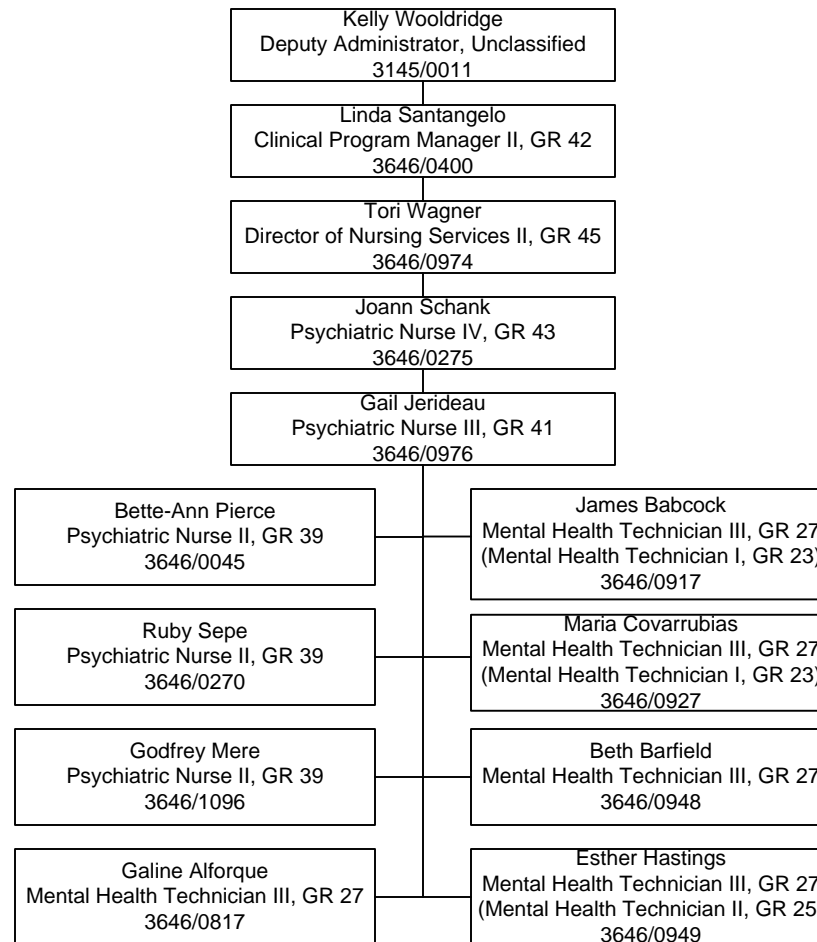 Kelly Wooldridge
Deputy Administrator, Unclassified
3145/0011
Linda Santangelo
Clinical Program Manager II, GR 42
3646/0400
Tori Wagner
Director of Nursing Services II, GR 45
3646/0974
Joann Schank
Psychiatric Nurse IV, GR 43
3646/0275
Gail Jerideau
Psychiatric Nurse III, GR 41
3646/0976
Bette-Ann Pierce
Psychiatric Nurse II, GR 39
3646/0045
James Babcock
Mental Health Technician III, GR 27
(Mental Health Technician I, GR 23)
3646/0917
Ruby Sepe
Psychiatric Nurse II, GR 39
3646/0270
Maria Covarrubias
Mental Health Technician III, GR 27
(Mental Health Technician I, GR 23)
3646/0927
Godfrey Mere
Psychiatric Nurse II, GR 39
3646/1096
Beth Barfield
Mental Health Technician III, GR 27
3646/0948
Galine Alforque
Mental Health Technician III, GR 27
3646/0817
Esther Hastings
Mental Health Technician III, GR 27
(Mental Health Technician II, GR 25
3646/0949